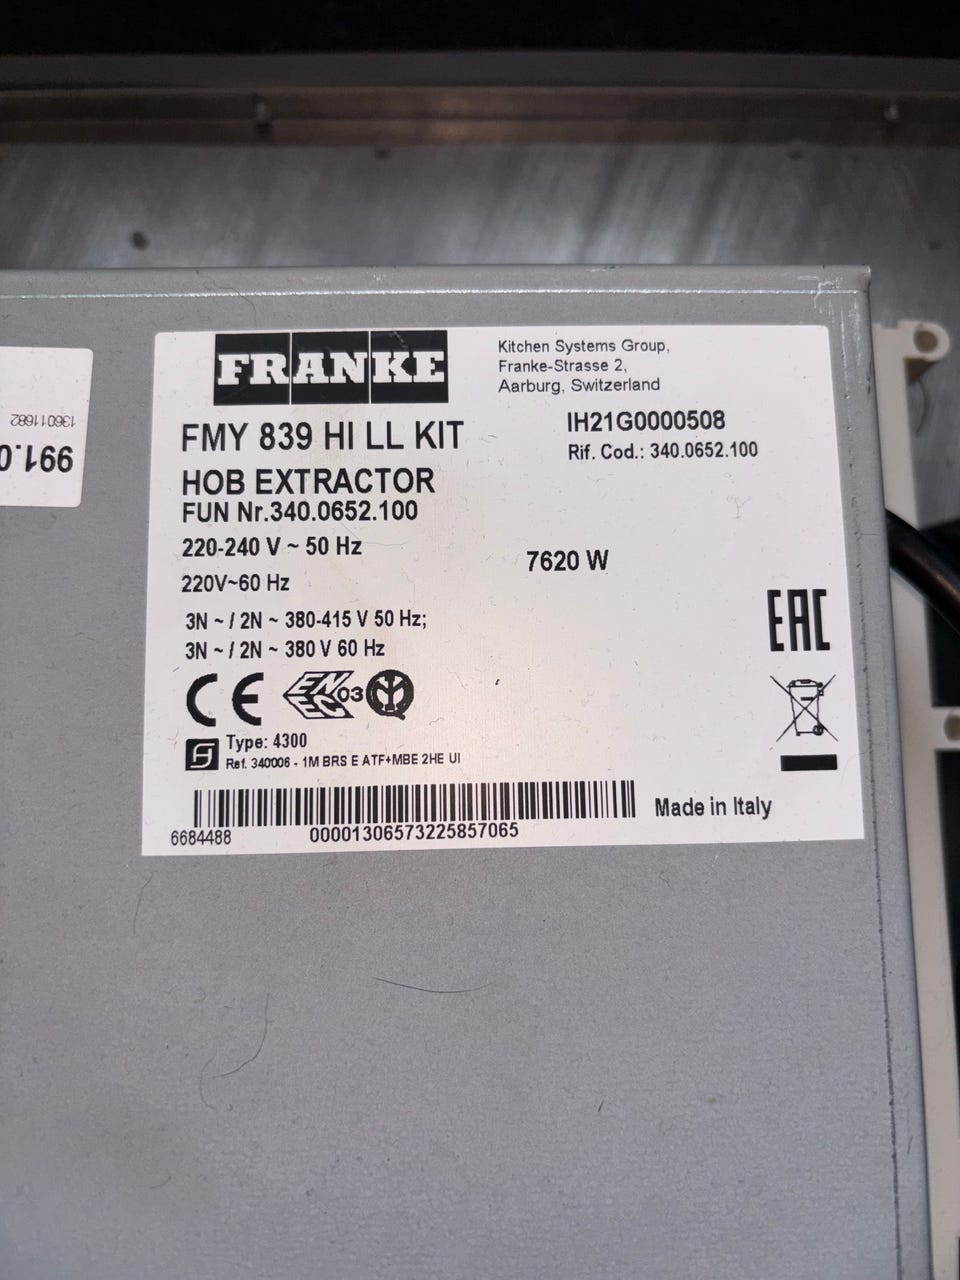 FRANKE
Kitchen Systems Group,
Franke-Strasse 2,
Aarburg, Switzerland
FMY 839 HI LL KIT
IH21G0000508
Rif. Cod.: 340.0652.100
HOB EXTRACTOR
FUN Nr.340.0652.100
220-240 V ~ 50 Hz
7620 W
220V~60 Hz
3N ~ / 2N ~ 380-415 V 50 Hz;
3N ~ / 2N ~ 380 V 60 Hz
EAC
CE ENEC 03
Type: 4300
Ref. 340006 - 1M BRS E ATF+MBE 2HE UI
Made in Italy
6684488
00001306573225857065
136011682
991.0